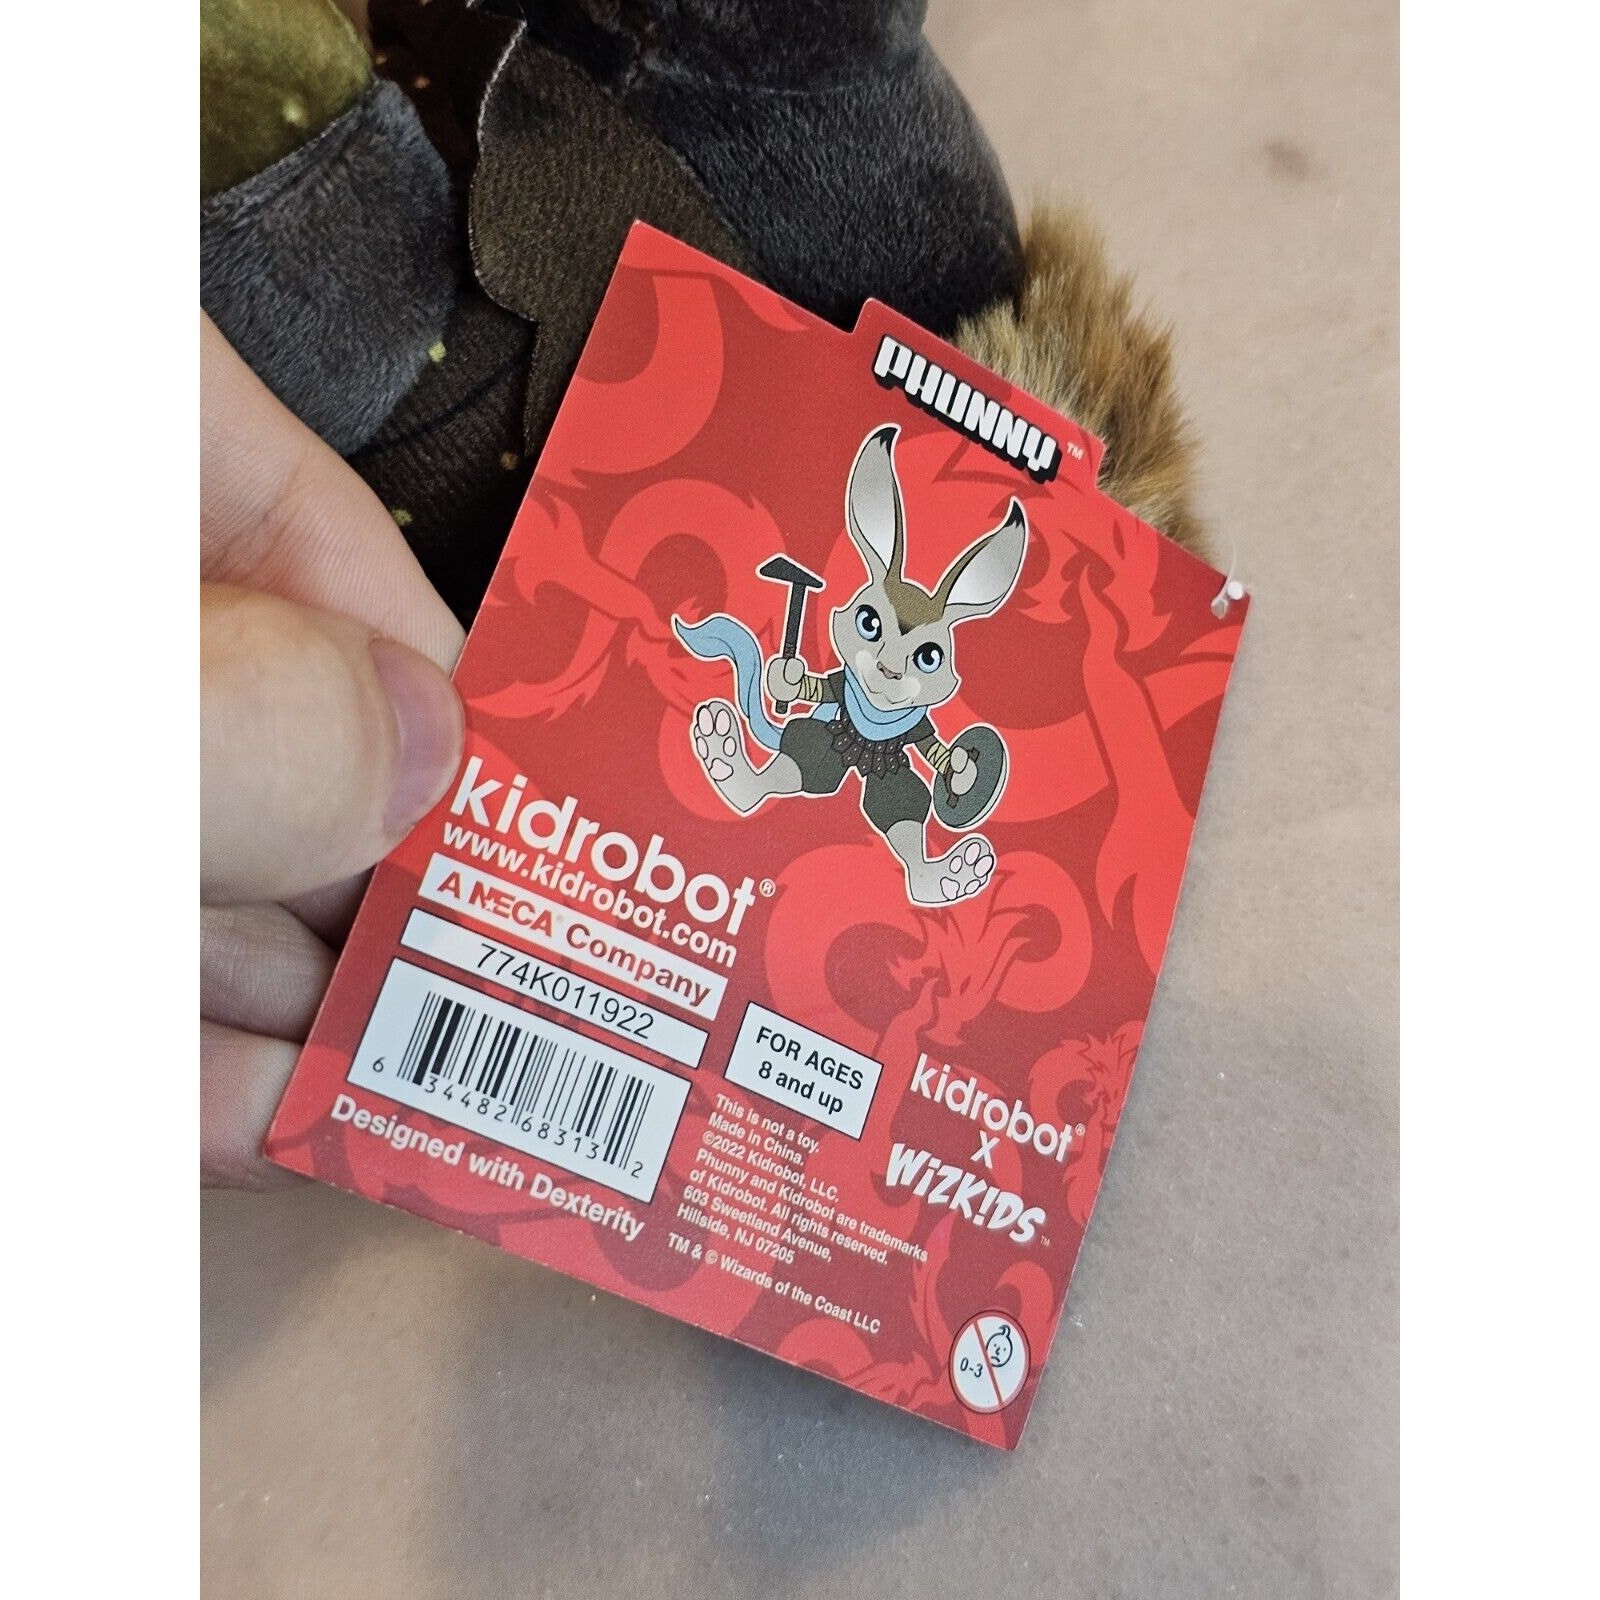 PHUNNY™
kidrobot®
www.kidrobot.com
A NECA® Company
774K011922
6 34482 68313 2
Designed with Dexterity
FOR AGES
8 and up
This is not a toy.
Made in China.
©2022 Kidrobot, LLC.
Phunny and Kidrobot are trademarks
of Kidrobot. All rights reserved.
603 Sweetland Avenue,
Hillside, NJ 07205
TM & © Wizards of the Coast LLC
kidrobot®
X
WIZK!DS™
0-3